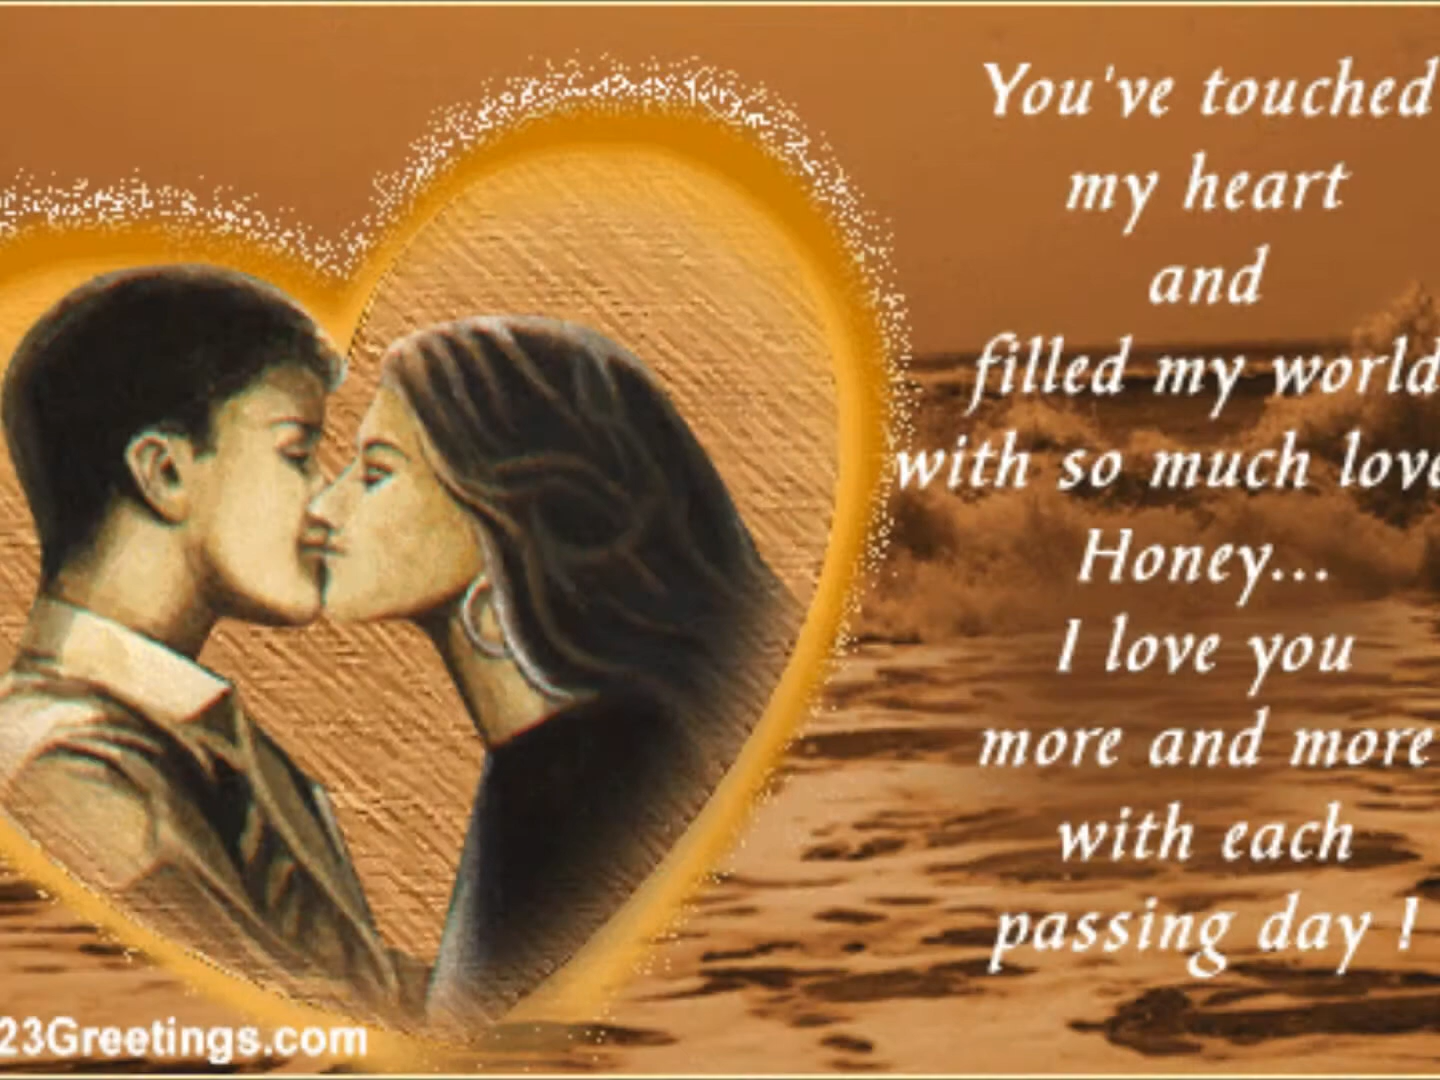 You've touched
my heart
and
filled my world
with so much love
Honey...
I love you
more and more
with each
passing day !
23Greetings.com